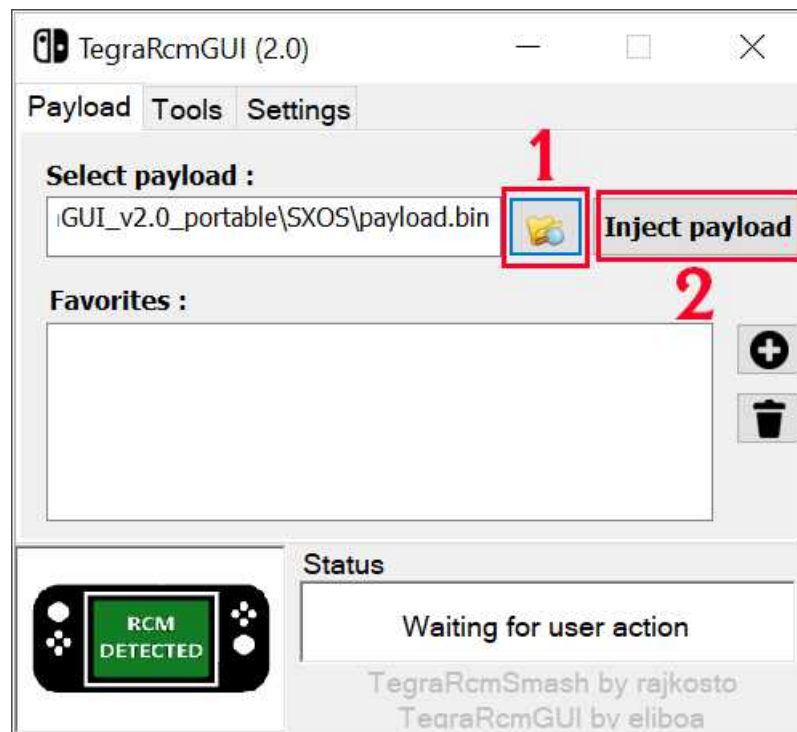 TegraRcmGUI (2.0)
Payload Tools Settings
1
Select payload :
GUI_v2.0_portable\SXOS\payload.bin
Inject payload
2
Favorites :
Status
RCM
DETECTED
Waiting for user action
TegraRcmSmash by rajkosto
TegraRcmGUI by eliboa